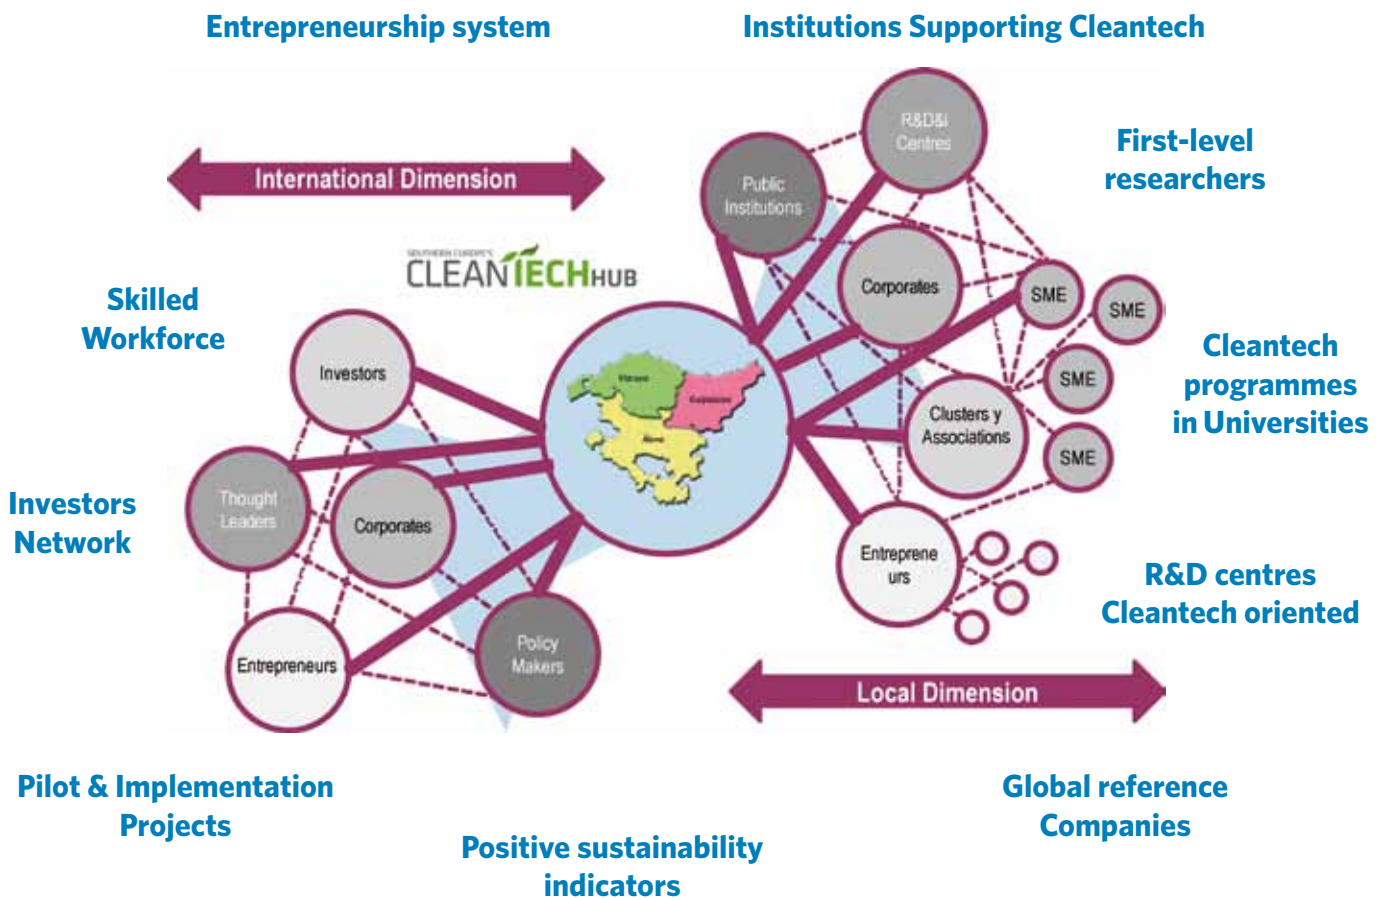 Entrepreneurship system
Institutions Supporting Cleantech
R&D&i
Centres
First-level
researchers
International Dimension
Public
Institutions
SOUTHERN EUROPE'S
CLEANTECHHUB
Corporates
SME
SME
Skilled
Workforce
Investors
Cleantech
programmes
in Universities
SME
Clusters y
Associations
SME
Thought
Leaders
Corporates
Investors
Network
Entreprene
urs
R&D centres
Cleantech oriented
Entrepreneurs
Policy
Makers
Local Dimension
Pilot & Implementation
Projects
Global reference
Companies
Positive sustainability
indicators